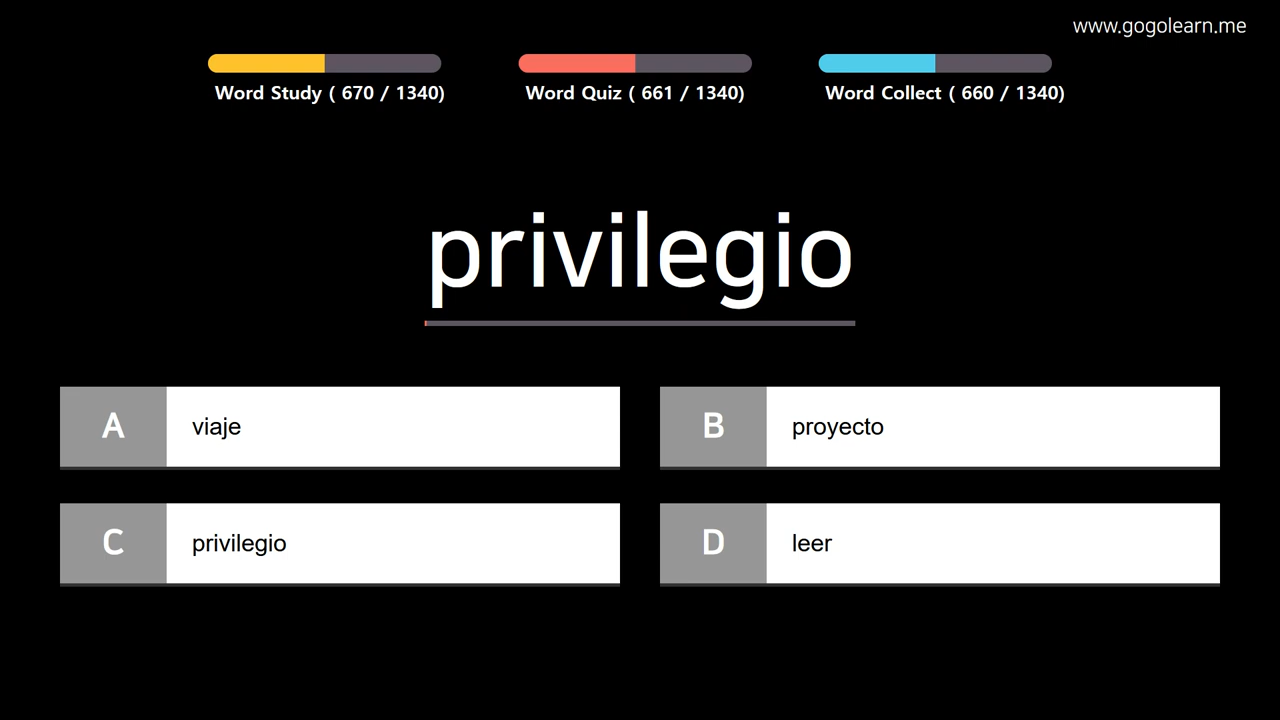 www.gogolearn.me
Word Study ( 670 / 1340)
Word Quiz ( 661 / 1340)
Word Collect ( 660 / 1340)
privilegio
A viaje
B proyecto
C privilegio
D leer